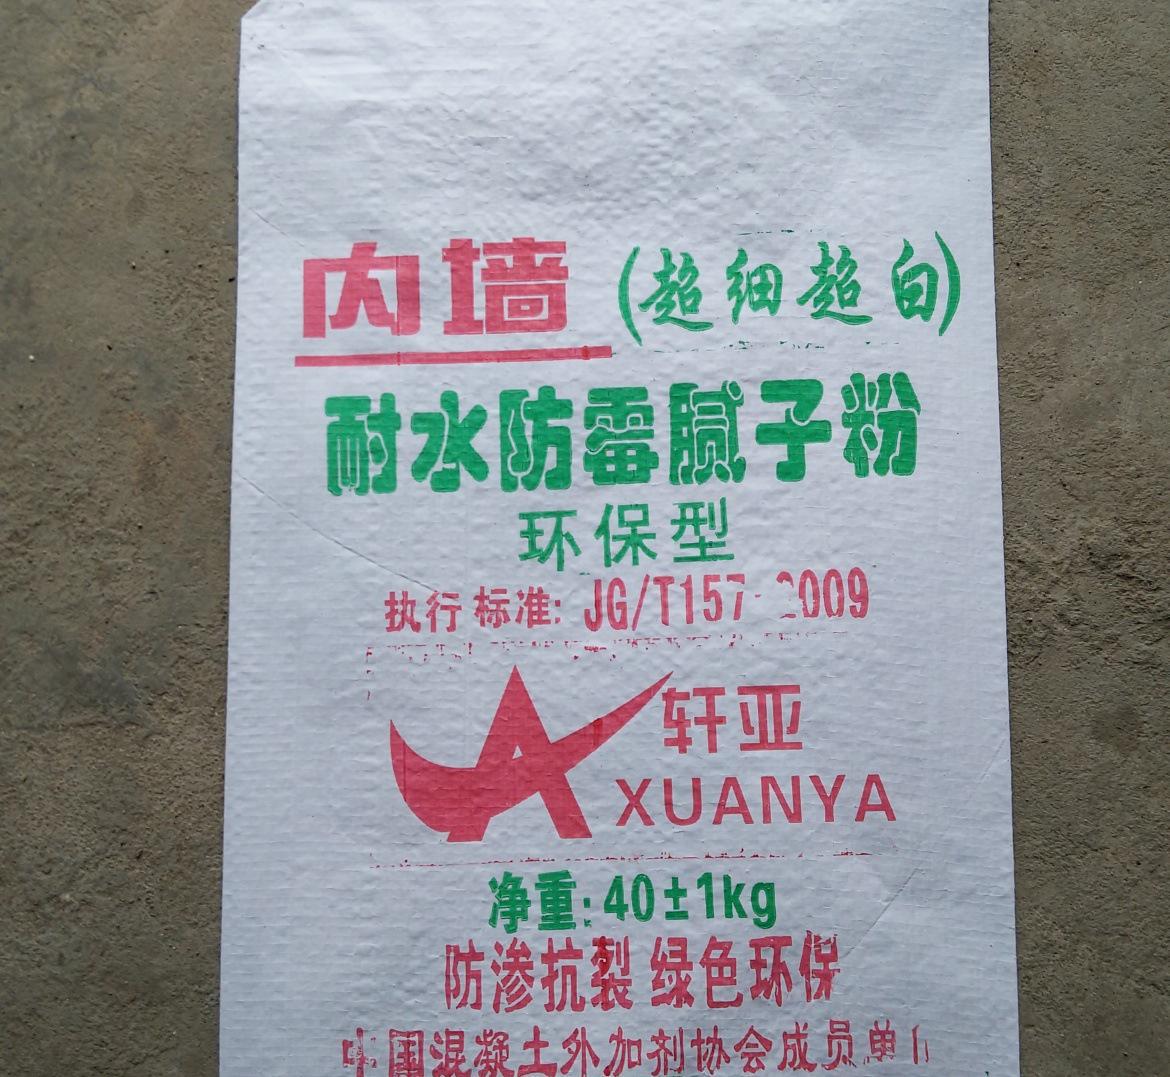 内墙 (超细超白)
耐水防霉腻子粉
环保型
执行标准: JG/T157-2009
轩亚
XUANYA
净重: 40±1kg
防渗抗裂 绿色环保
中国混凝土外加剂协会成员单